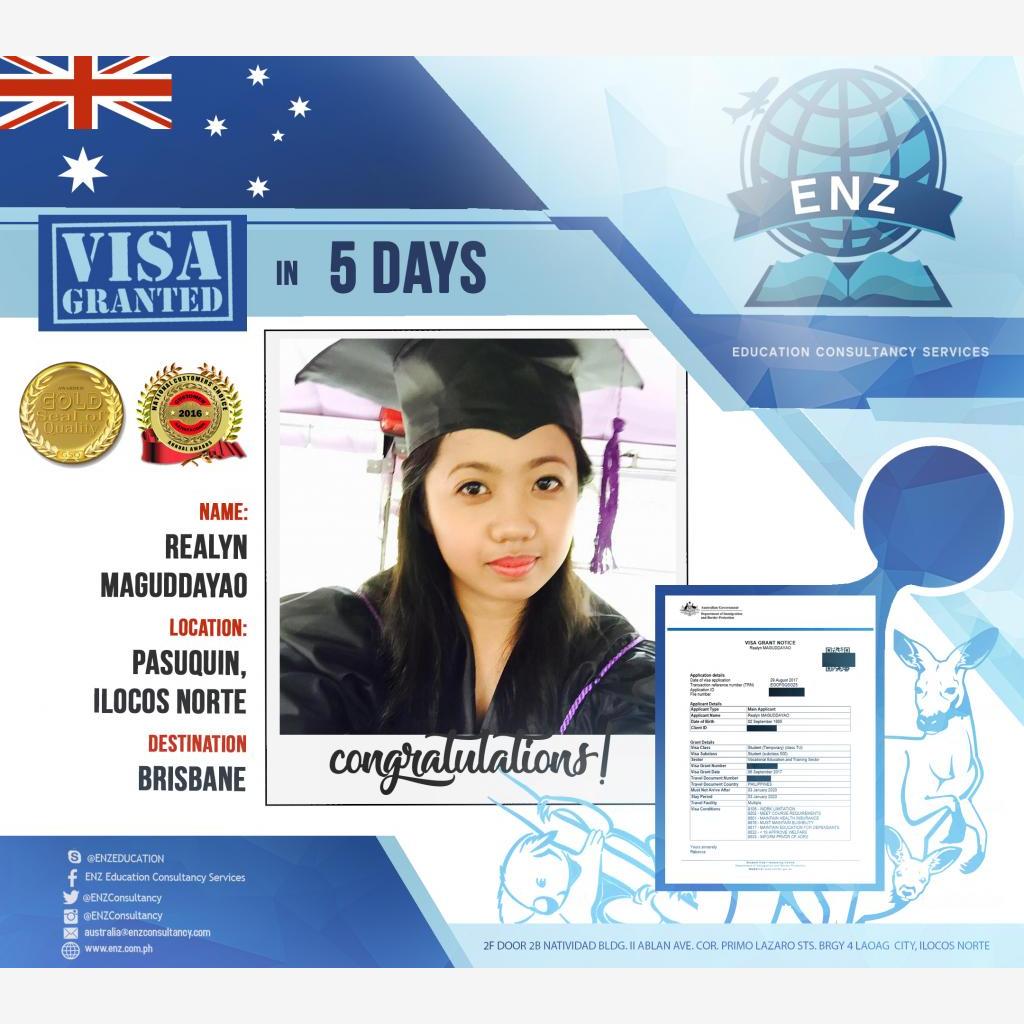 ENZ
EDUCATION CONSULTANCY SERVICES
VISA
GRANTED
IN 5 DAYS
AWARDED
GOLD
Seal of
Quality
GSQ
NATIONAL CUSTOMERS' CHOICE
2016
ANNUAL AWARDS
NAME:
REALYN
MAGUDDAYAO
LOCATION:
PASUQUIN,
ILOCOS NORTE
DESTINATION
BRISBANE
congratulations!
Australian Government
Department of Immigration
and Border Protection
VISA GRANT NOTICE
Realyn MAGUDDAYAO
Application details
Date of visa application 29 August 2017
Transaction reference number (TRN)
Application ID
File number
Applicant Details
Applicant Type Main Applicant
Applicant Name Realyn MAGUDDAYAO
Date of Birth
Client ID
Grant Details
Visa Class Student (Temporary) (class TU)
Visa Subclass Student (subclass 500)
Sector Vocational Education and Training Sector
Visa Grant Number
Visa Grant Date 06 September 2017
Travel Document Number
Travel Document Country PHILIPPINES
Must Not Arrive After 03 January 2020
Stay Period 03 January 2020
Travel Facility Multiple
Visa Conditions 8105 - WORK LIMITATION
8202 - MEET COURSE REQUIREMENTS
8501 - MAINTAIN HEALTH INSURANCE
8516 - MUST MAINTAIN ELIGIBILITY
8517 - MAINTAIN EDUCATION FOR DEPENDANTS
8532 - < 18 APPROVE WELFARE
8533 - INFORM PRVDR OF ADRS
Yours sincerely
Rebecca
@ENZEDUCATION
ENZ Education Consultancy Services
@ENZConsultancy
@ENZConsultancy
australia@enzconsultancy.com
www.enz.com.ph
2F DOOR 2B NATIVIDAD BLDG. II ABLAN AVE. COR. PRIMO LAZARO STS. BRGY 4 LAOAG CITY, ILOCOS NORTE